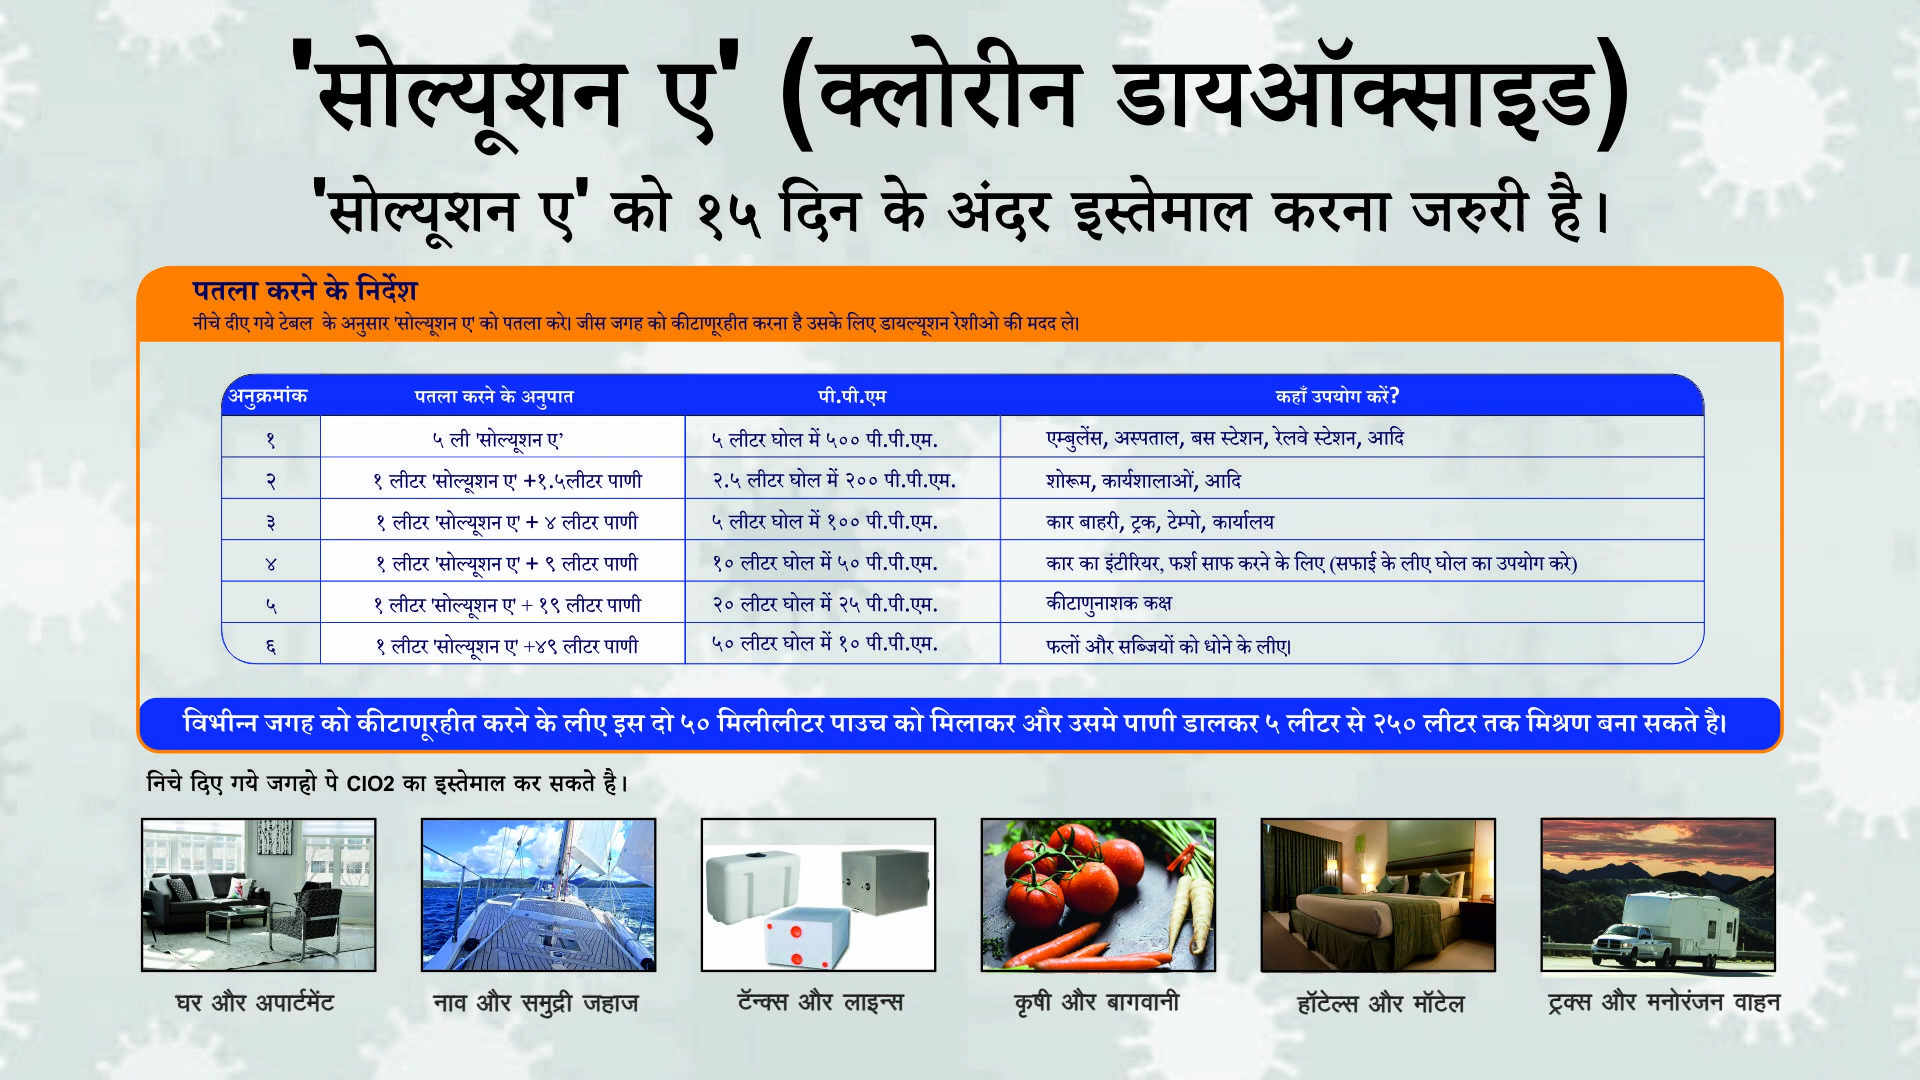 'सोल्यूशन ए' (क्लोरीन डायऑक्साइड)
'सोल्यूशन ए' को १५ दिन के अंदर इस्तेमाल करना जरुरी है।
पतला करने के निर्देश
नीचे दीए गये टेबल के अनुसार 'सोल्यूशन ए' को पतला करे। जीस जगह को कीटाणूरहीत करना है उसके लिए डायल्यूशन रेशीओ की मदद ले।
अनुक्रमांक पतला करने के अनुपात पी.पी.एम कहाँ उपयोग करें?
१ ५ ली 'सोल्यूशन ए' ५ लीटर घोल में ५०० पी.पी.एम. एम्बुलेंस, अस्पताल, बस स्टेशन, रेलवे स्टेशन, आदि
२ १ लीटर 'सोल्यूशन ए' +१.५लीटर पाणी २.५ लीटर घोल में २०० पी.पी.एम. शोरूम, कार्यशालाओं, आदि
३ १ लीटर 'सोल्यूशन ए' + ४ लीटर पाणी ५ लीटर घोल में १०० पी.पी.एम. कार बाहरी, ट्रक, टेम्पो, कार्यालय
४ १ लीटर 'सोल्यूशन ए' + ९ लीटर पाणी १० लीटर घोल में ५० पी.पी.एम. कार का इंटीरियर, फर्श साफ करने के लिए (सफाई के लीए घोल का उपयोग करे)
५ १ लीटर 'सोल्यूशन ए' + १९ लीटर पाणी २० लीटर घोल में २५ पी.पी.एम. कीटाणुनाशक कक्ष
६ १ लीटर 'सोल्यूशन ए' +४९ लीटर पाणी ५० लीटर घोल में १० पी.पी.एम. फलों और सब्जियों को धोने के लीए।
विभीन्न जगह को कीटाणूरहीत करने के लीए इस दो ५० मिलीलीटर पाउच को मिलाकर और उसमे पाणी डालकर ५ लीटर से २५० लीटर तक मिश्रण बना सकते है।
निचे दिए गये जगहो पे ClO2 का इस्तेमाल कर सकते है।
घर और अपार्टमेंट नाव और समुद्री जहाज टॅन्क्स और लाइन्स कृषी और बागवानी हॉटेल्स और मॉटेल ट्रक्स और मनोरंजन वाहन